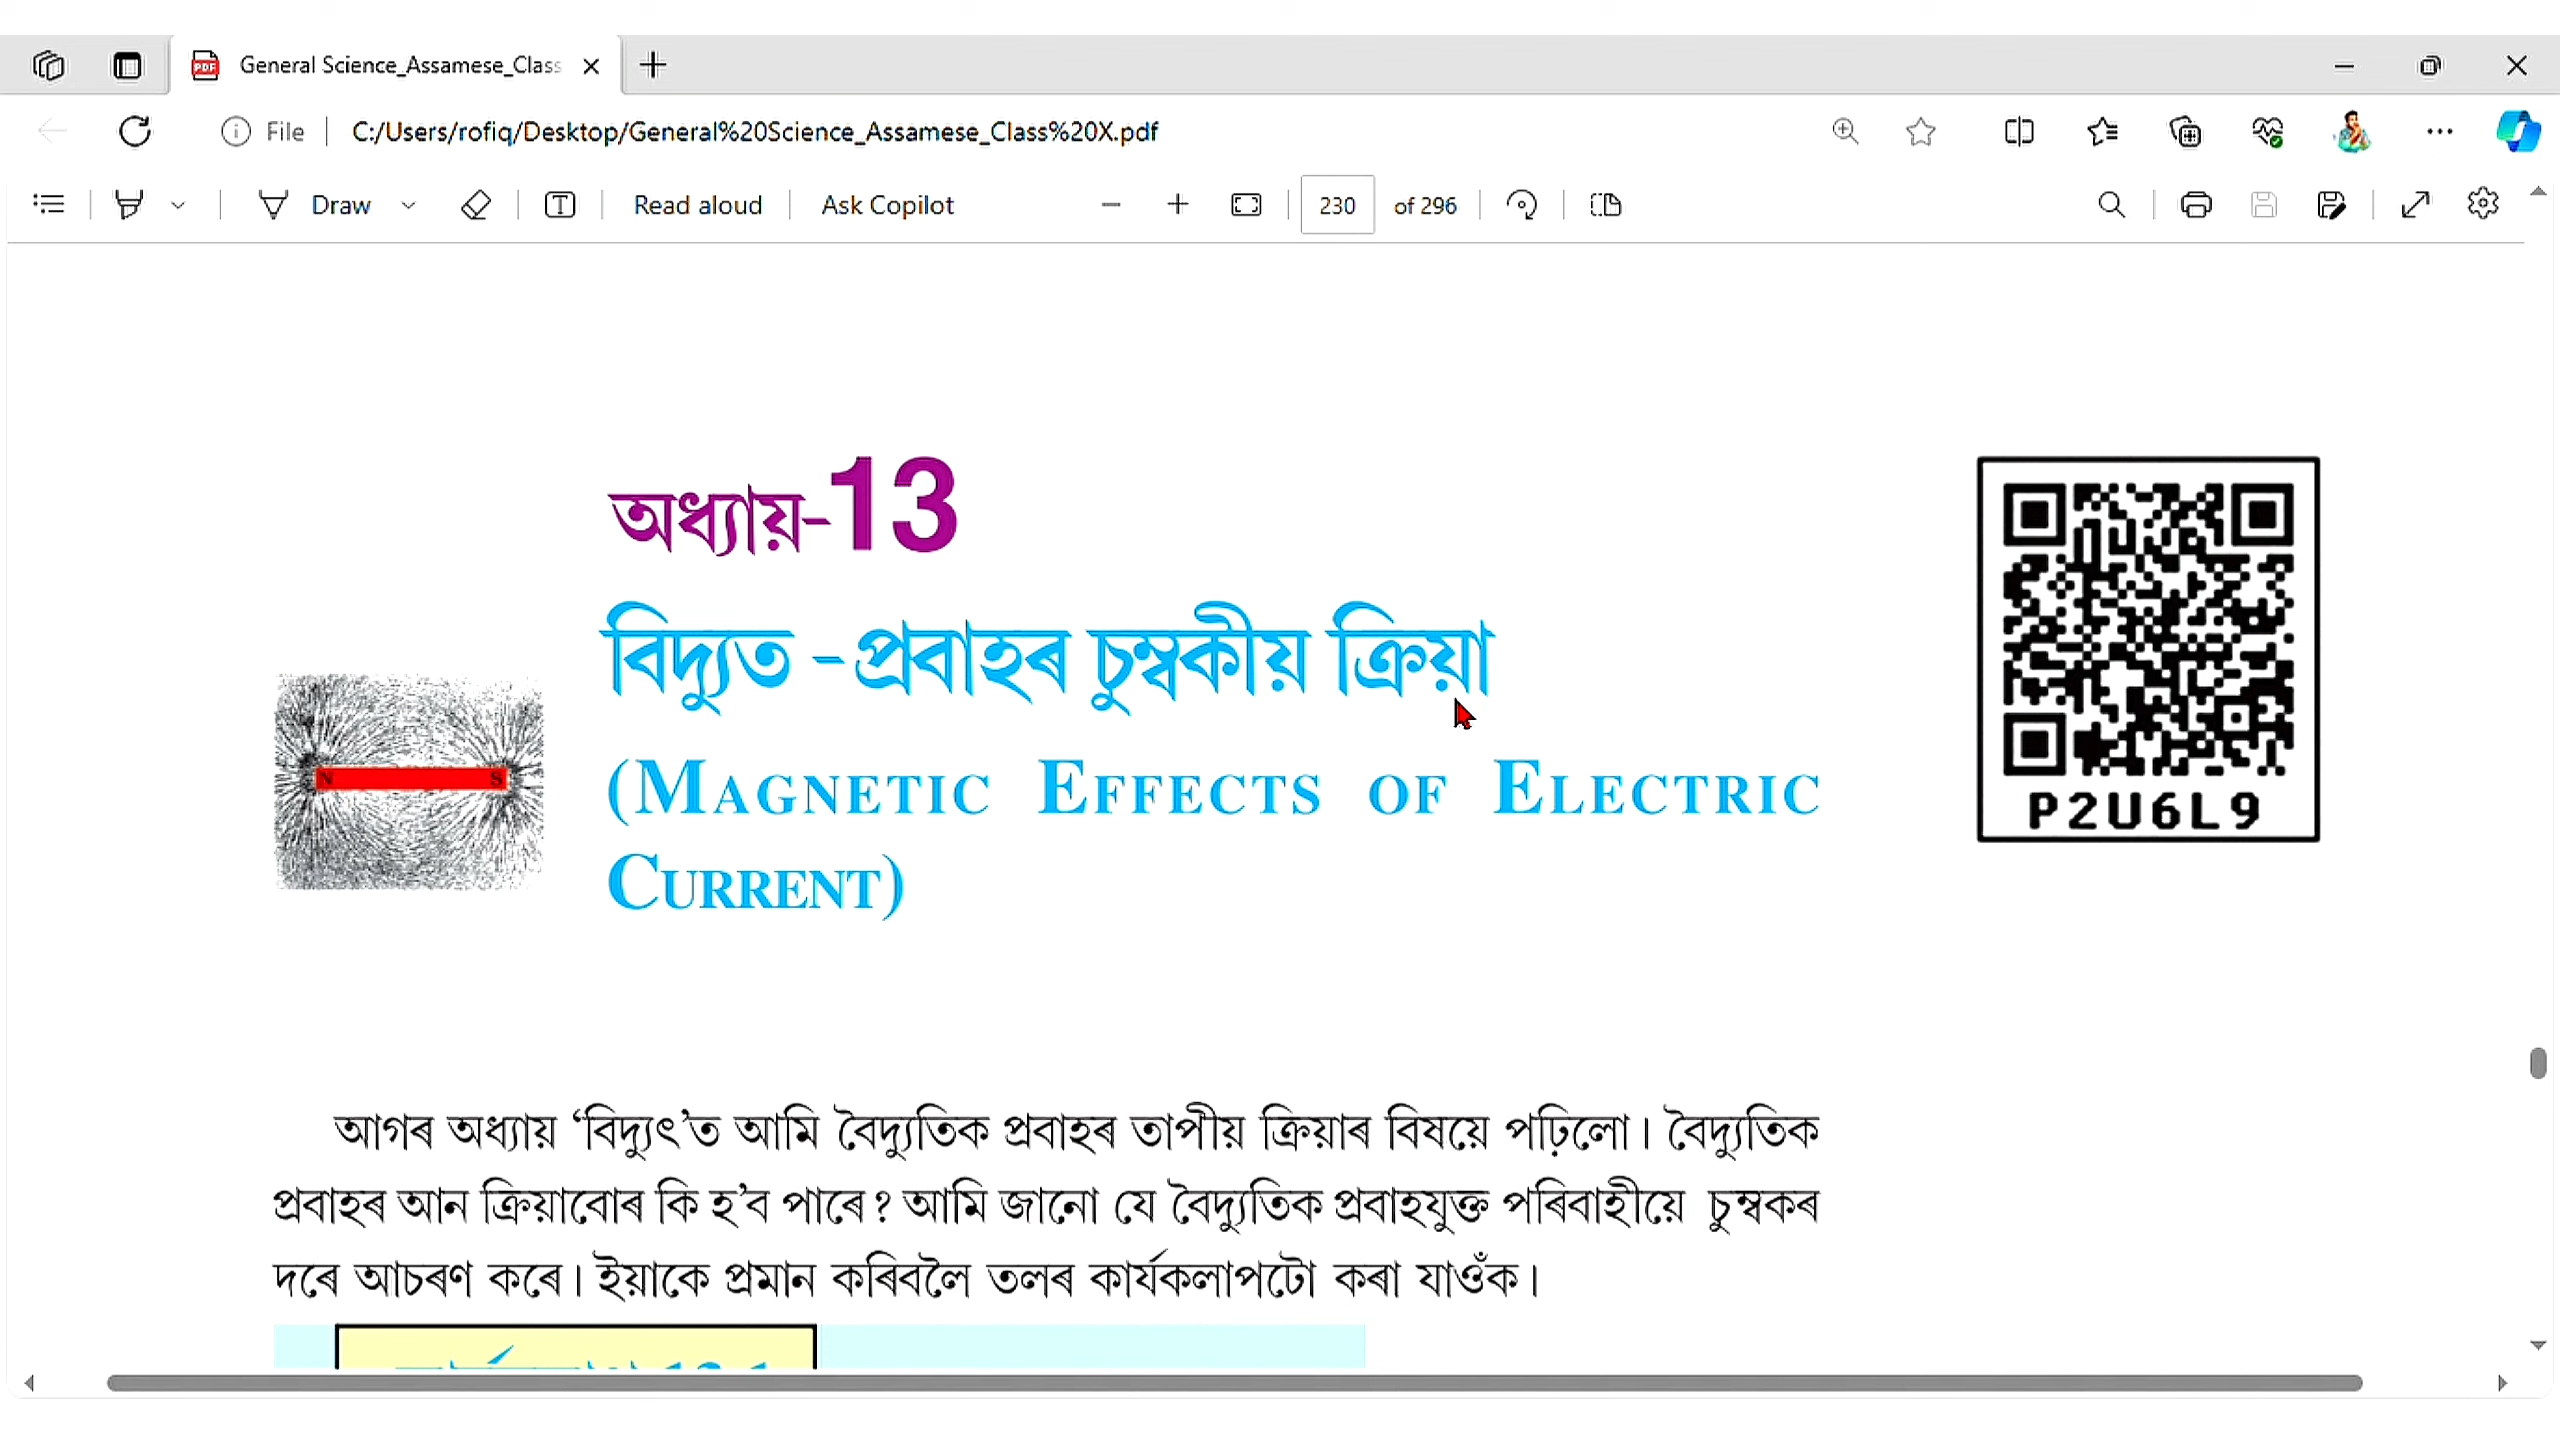 General Science_Assamese_Class
File
C:/Users/rofiq/Desktop/General%20Science_Assamese_Class%20X.pdf
Draw
Read aloud
Ask Copilot
230 of 296
অধ্যায়-13
বিদ্যুত -প্ৰবাহৰ চুম্বকীয় ক্ৰিয়া
(MAGNETIC EFFECTS OF ELECTRIC
CURRENT)
N S
P2U6L9
আগৰ অধ্যায় ‘বিদ্যুৎ’ত আমি বৈদ্যুতিক প্ৰবাহৰ তাপীয় ক্ৰিয়াৰ বিষয়ে পঢ়িলো। বৈদ্যুতিক
প্ৰবাহৰ আন ক্ৰিয়াবোৰ কি হ’ব পাৰে? আমি জানো যে বৈদ্যুতিক প্ৰবাহযুক্ত পৰিবাহীয়ে চুম্বকৰ
দৰে আচৰণ কৰে। ইয়াকে প্ৰমান কৰিবলৈ তলৰ কাৰ্যকলাপটো কৰা যাওঁক।